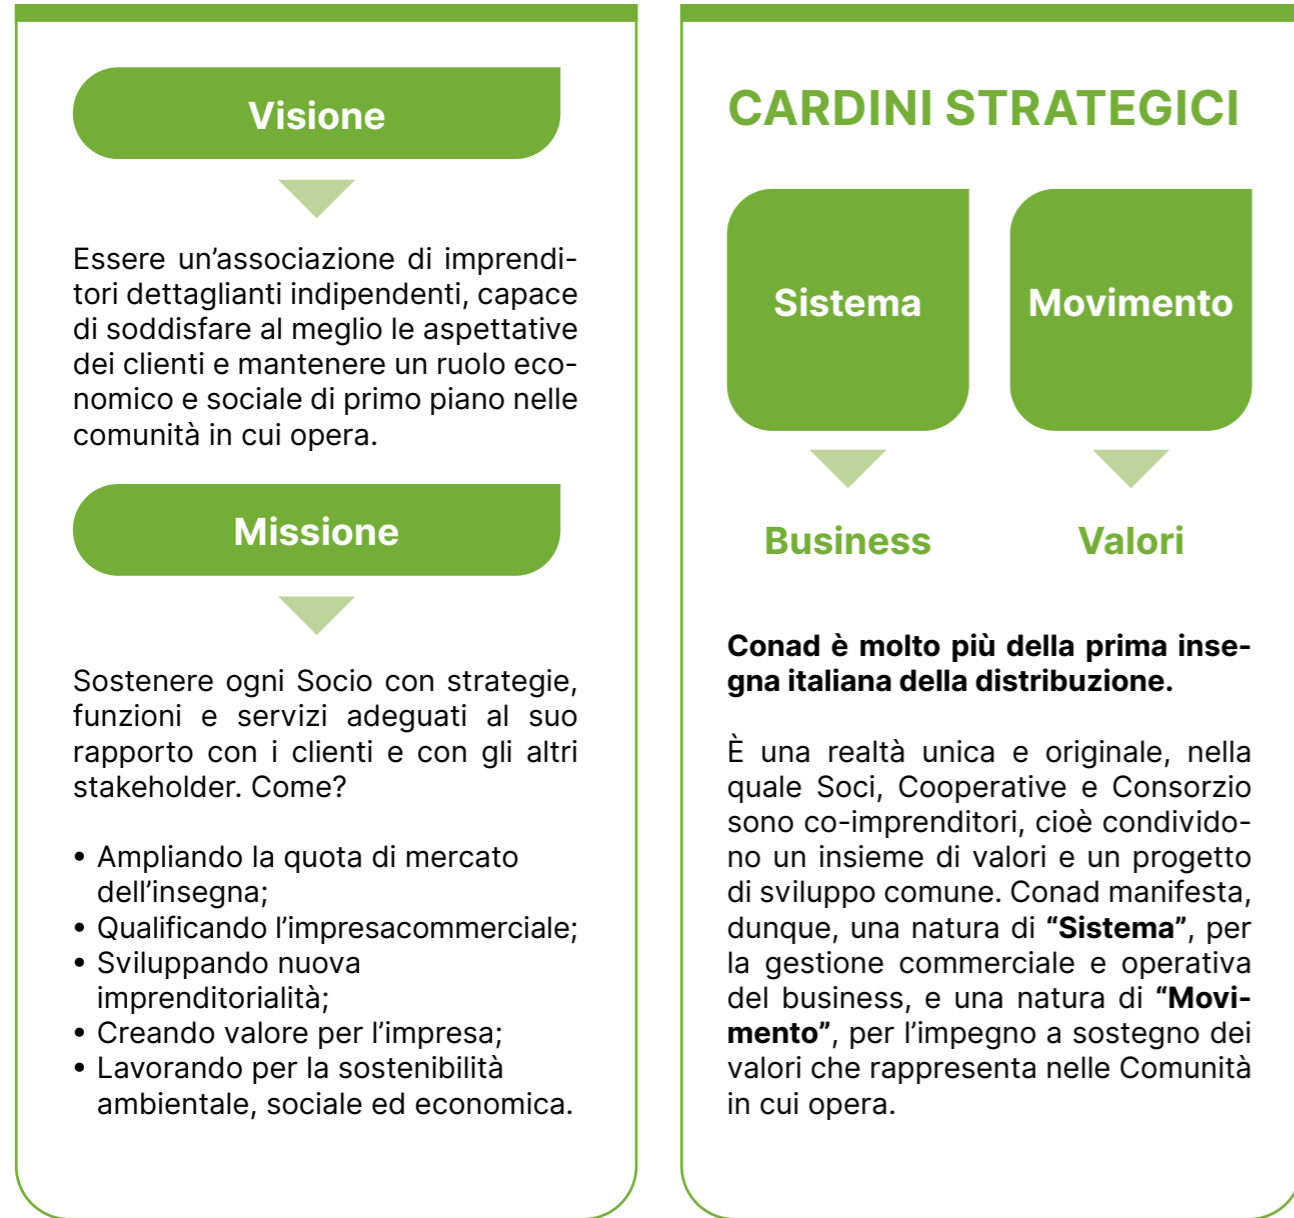 Visione
Essere un’associazione di imprendi-
tori dettaglianti indipendenti, capace
di soddisfare al meglio le aspettative
dei clienti e mantenere un ruolo eco-
nomico e sociale di primo piano nelle
comunità in cui opera.
Missione
Sostenere ogni Socio con strategie,
funzioni e servizi adeguati al suo
rapporto con i clienti e con gli altri
stakeholder. Come?
• Ampliando la quota di mercato
dell’insegna;
• Qualificando l’impresacommerciale;
• Sviluppando nuova
imprenditorialità;
• Creando valore per l’impresa;
• Lavorando per la sostenibilità
ambientale, sociale ed economica.
CARDINI STRATEGICI
Sistema
Movimento
Business
Valori
Conad è molto più della prima inse-
gna italiana della distribuzione.
È una realtà unica e originale, nella
quale Soci, Cooperative e Consorzio
sono co-imprenditori, cioè condivido-
no un insieme di valori e un progetto
di sviluppo comune. Conad manifesta,
dunque, una natura di “Sistema”, per
la gestione commerciale e operativa
del business, e una natura di “Movi-
mento”, per l’impegno a sostegno dei
valori che rappresenta nelle Comunità
in cui opera.